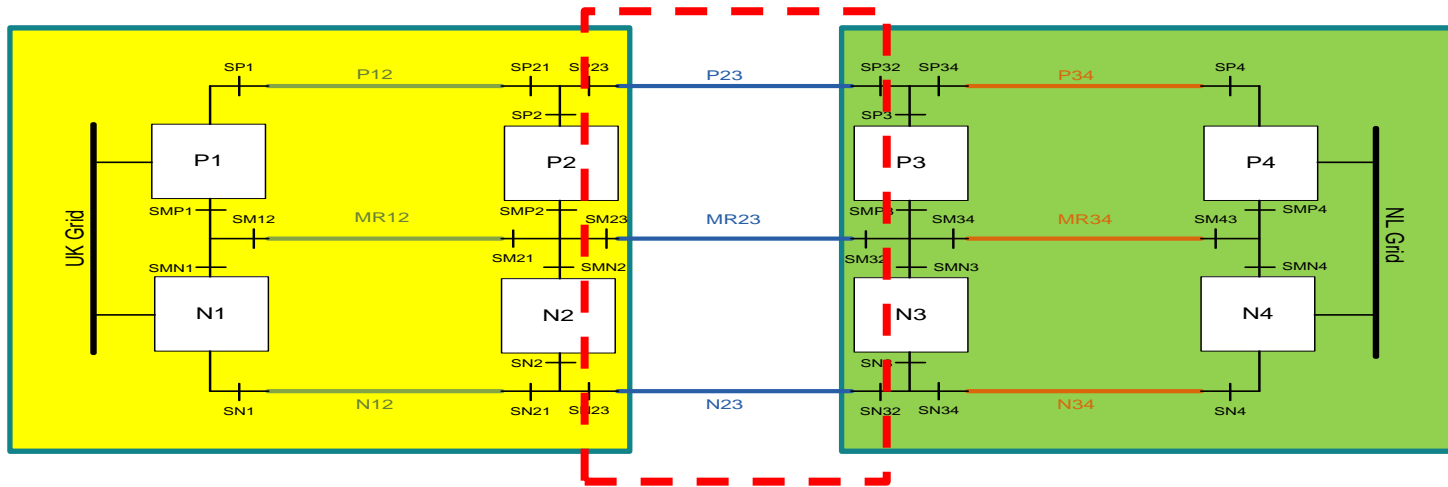 SP1
P12
SP21
SP23
P23
SP32
SP34
P34
SP4
SP2
SP3
P1
P2
P3
P4
SMP1
SM12
MR12
SMP2
SM23
MR23
SMP3
SM34
MR34
SM43
SMP4
UK Grid
NL Grid
SM21
SM32
SMN1
SMN2
SMN3
SMN4
N1
N2
N3
N4
SN2
SN3
SN1
N12
SN21
SN23
N23
SN32
SN34
N34
SN4